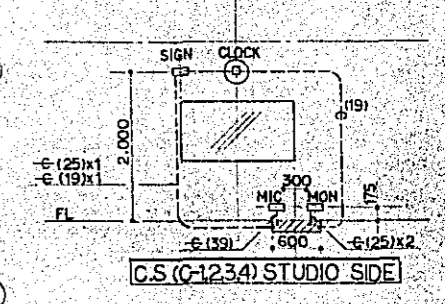 SIGN CLOCK
(19)
2,000
C (25)x1
C (19)x1
300
MIC MON
175
FL
C (39) 600 C (25)x2
C.S (C-1,2,3,4) STUDIO SIDE